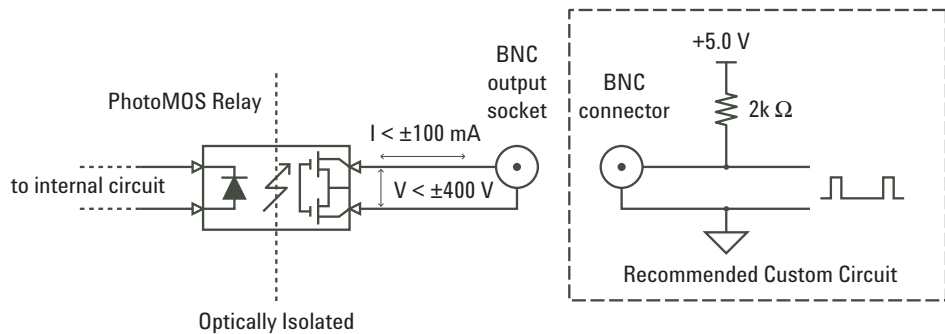 PhotoMOS Relay
to internal circuit
Optically Isolated
I < ±100 mA
V < ±400 V
BNC
output
socket
BNC
connector
+5.0 V
2k Ω
Recommended Custom Circuit